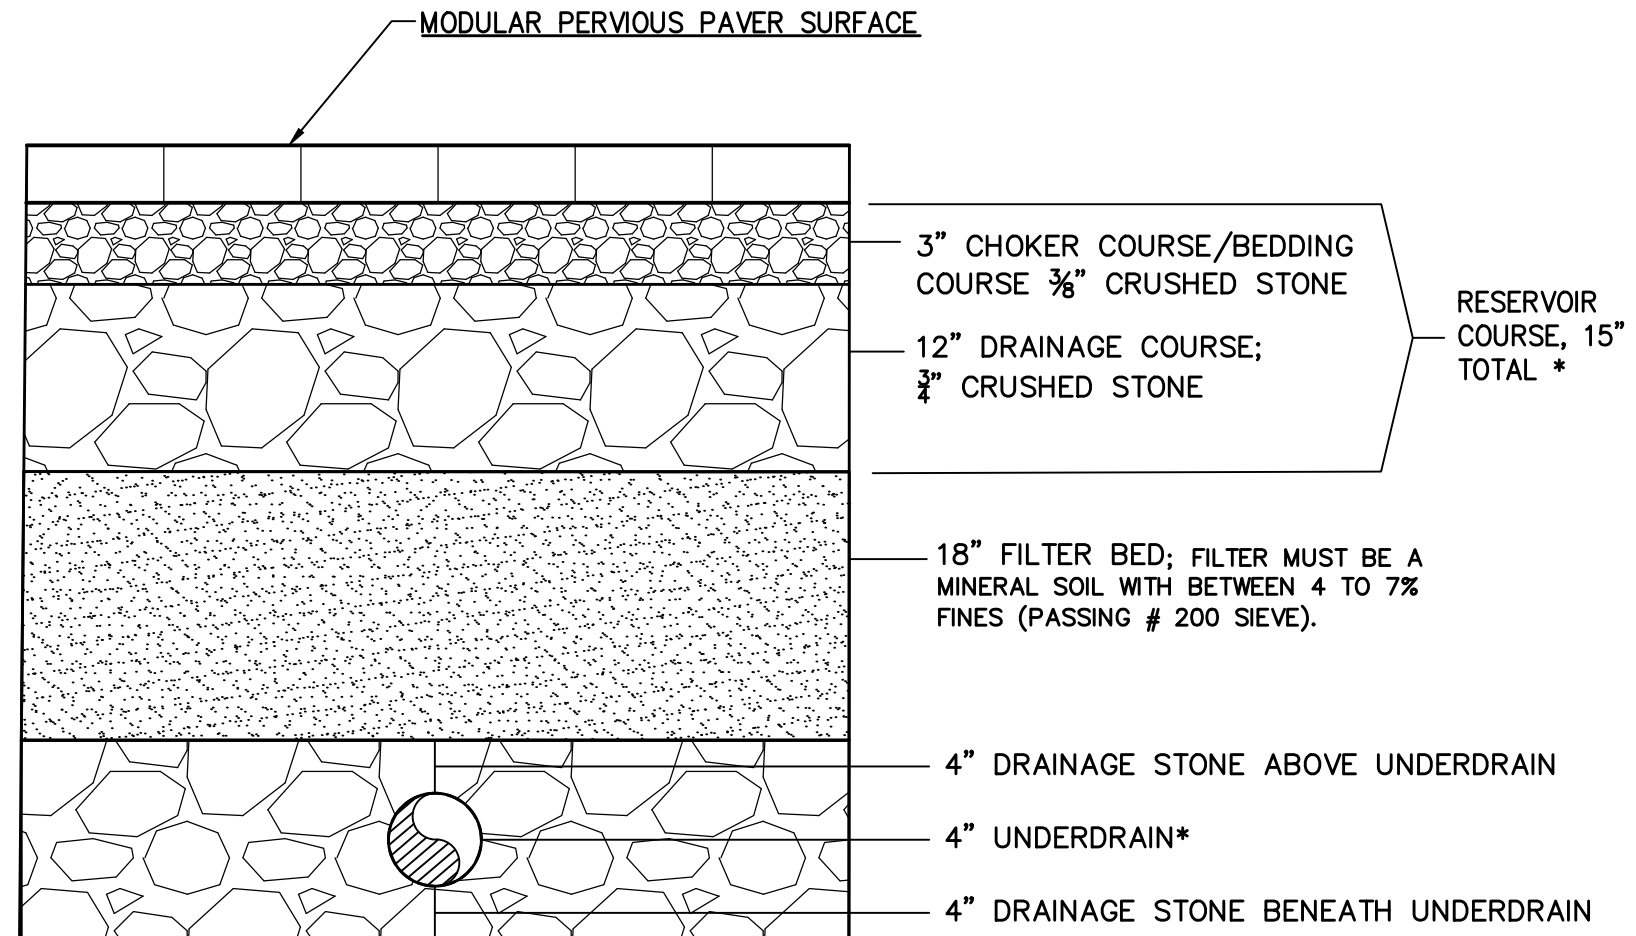 MODULAR PERVIOUS PAVER SURFACE
3" CHOKER COURSE/BEDDING
COURSE ⅜" CRUSHED STONE
12" DRAINAGE COURSE;
¾" CRUSHED STONE
RESERVOIR
COURSE, 15"
TOTAL *
18" FILTER BED; FILTER MUST BE A
MINERAL SOIL WITH BETWEEN 4 TO 7%
FINES (PASSING # 200 SIEVE).
4" DRAINAGE STONE ABOVE UNDERDRAIN
4" UNDERDRAIN*
4" DRAINAGE STONE BENEATH UNDERDRAIN